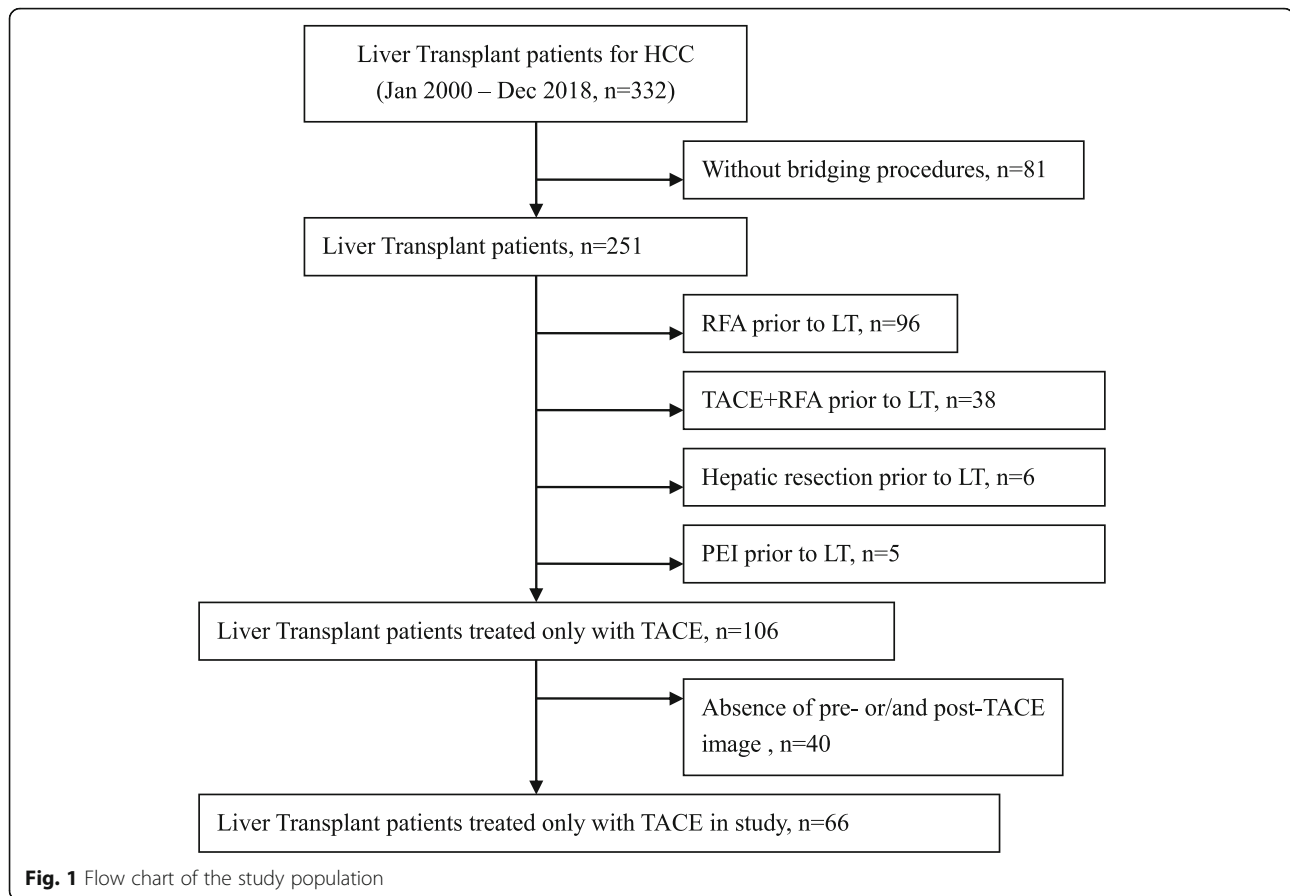 Liver Transplant patients for HCC
(Jan 2000 – Dec 2018, n=332)
Without bridging procedures, n=81
Liver Transplant patients, n=251
RFA prior to LT, n=96
TACE+RFA prior to LT, n=38
Hepatic resection prior to LT, n=6
PEI prior to LT, n=5
Liver Transplant patients treated only with TACE, n=106
Absence of pre- or/and post-TACE
image , n=40
Liver Transplant patients treated only with TACE in study, n=66
Fig. 1 Flow chart of the study population